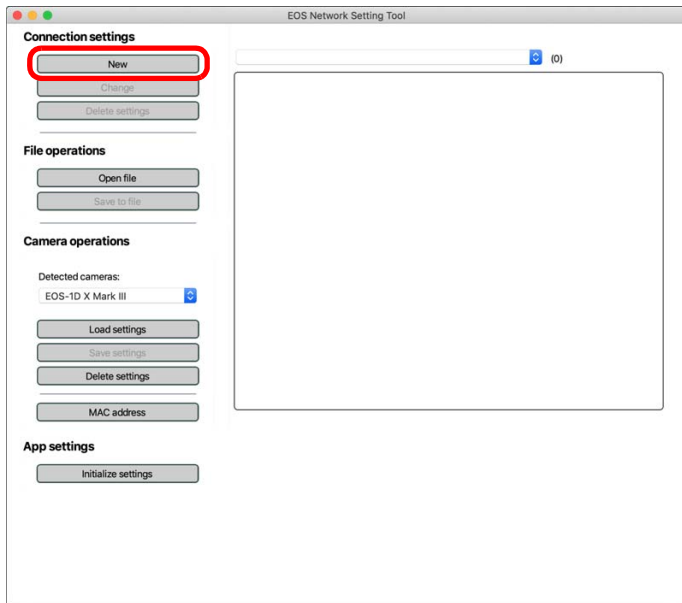 EOS Network Setting Tool
Connection settings
New
Change
Delete settings
(0)
File operations
Open file
Save to file
Camera operations
Detected cameras:
EOS-1D X Mark III
Load settings
Save settings
Delete settings
MAC address
App settings
Initialize settings